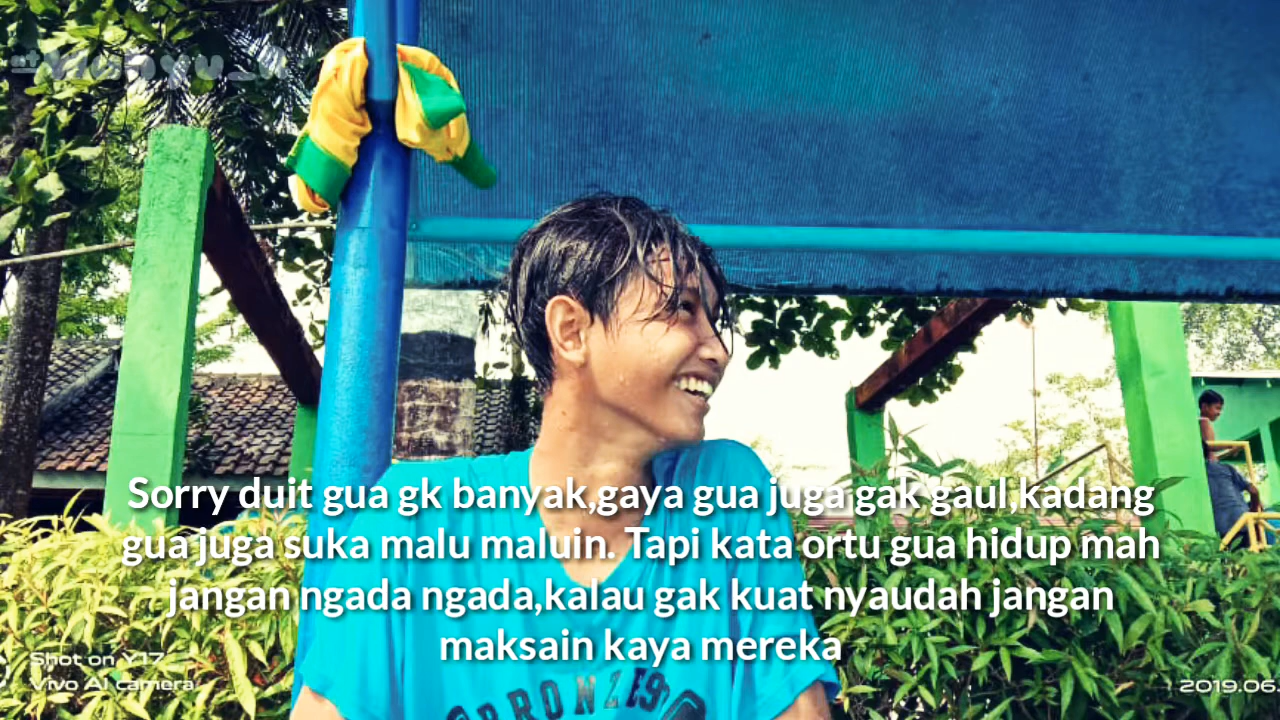 Sorry duit gua gk banyak,gaya gua juga gak gaul,kadang
gua juga suka malu maluin. Tapi kata ortu gua hidup mah
jangan ngada ngada,kalau gak kuat nyaudah jangan
maksain kaya mereka
Shot on Y17
Vivo AI camera
2019.06.